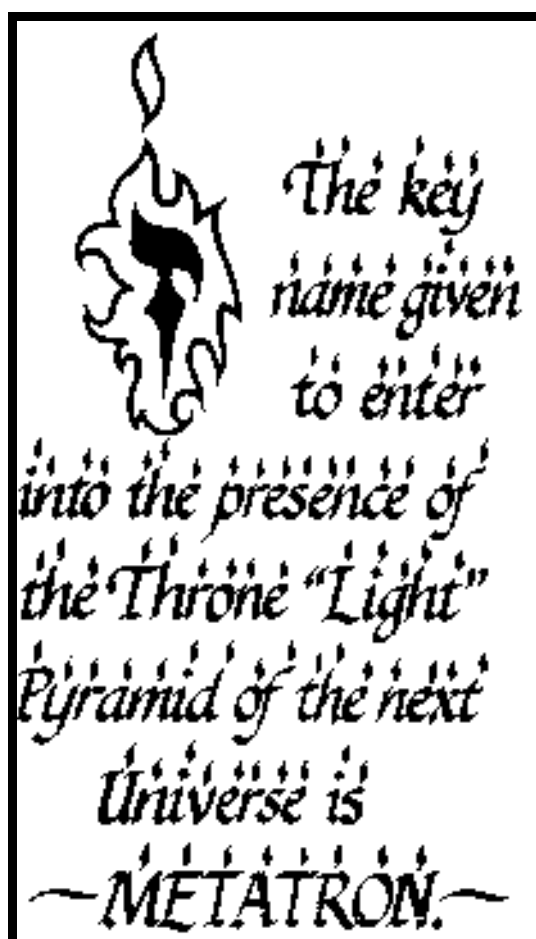 ז
The key
name given
to enter
into the presence of
the Throne “Light”
Pyramid of the next
Universe is
~METATRON.~